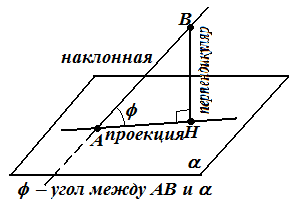 B
наклонная
перпендикуляр
ϕ
A
проекция
H
α
ϕ – угол между AB и α